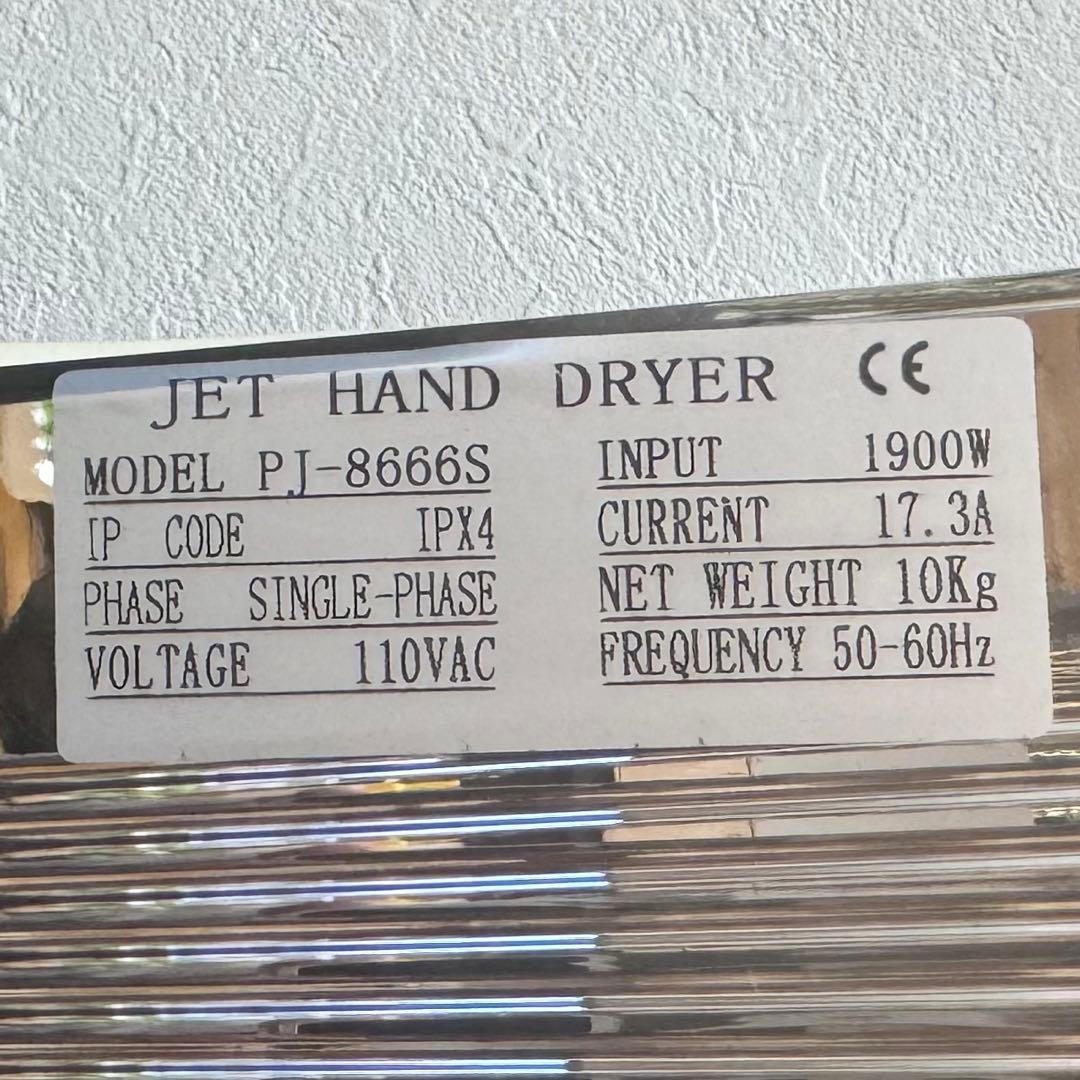 JET HAND DRYER CE
MODEL PJ-8666S
IP CODE IPX4
PHASE SINGLE-PHASE
VOLTAGE 110VAC
INPUT 1900W
CURRENT 17.3A
NET WEIGHT 10Kg
FREQUENCY 50-60Hz